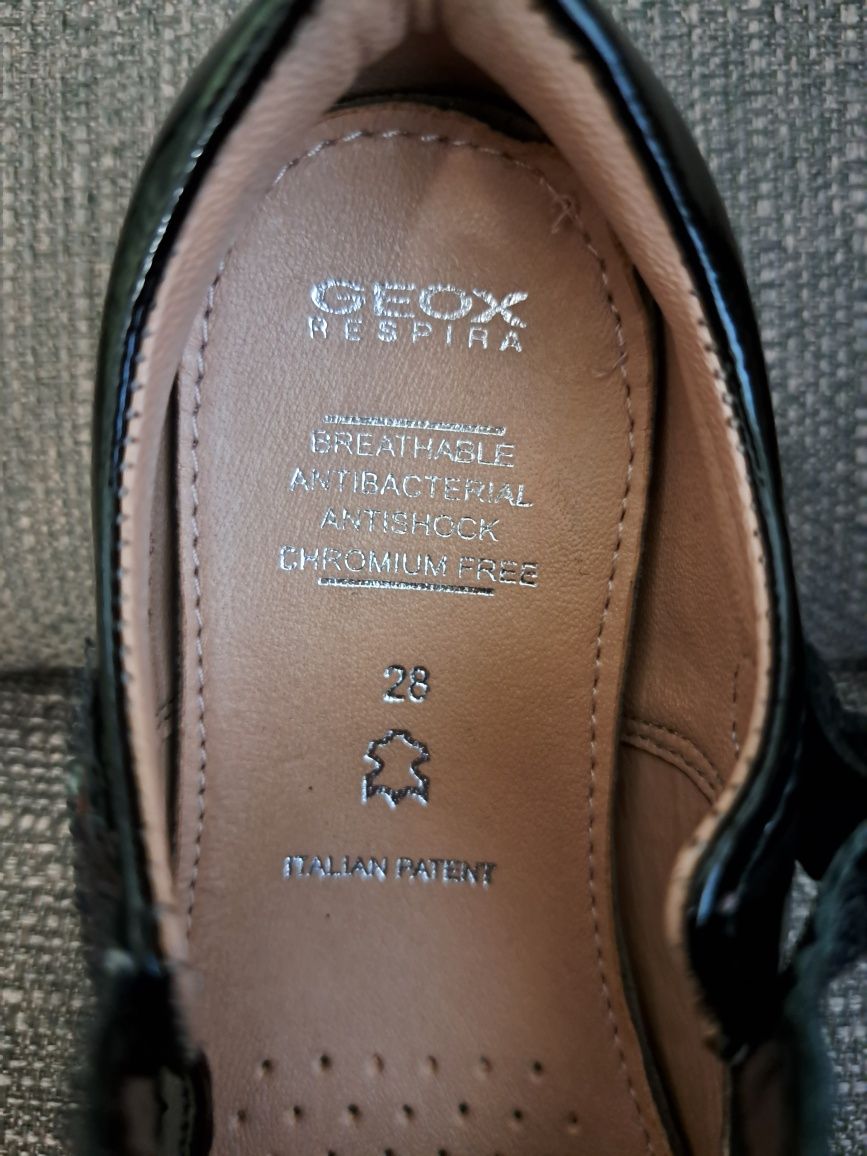 GEOX
RESPIRA
BREATHABLE
ANTIBACTERIAL
ANTISHOCK
CHROMIUM FREE
28
ITALIAN PATENT